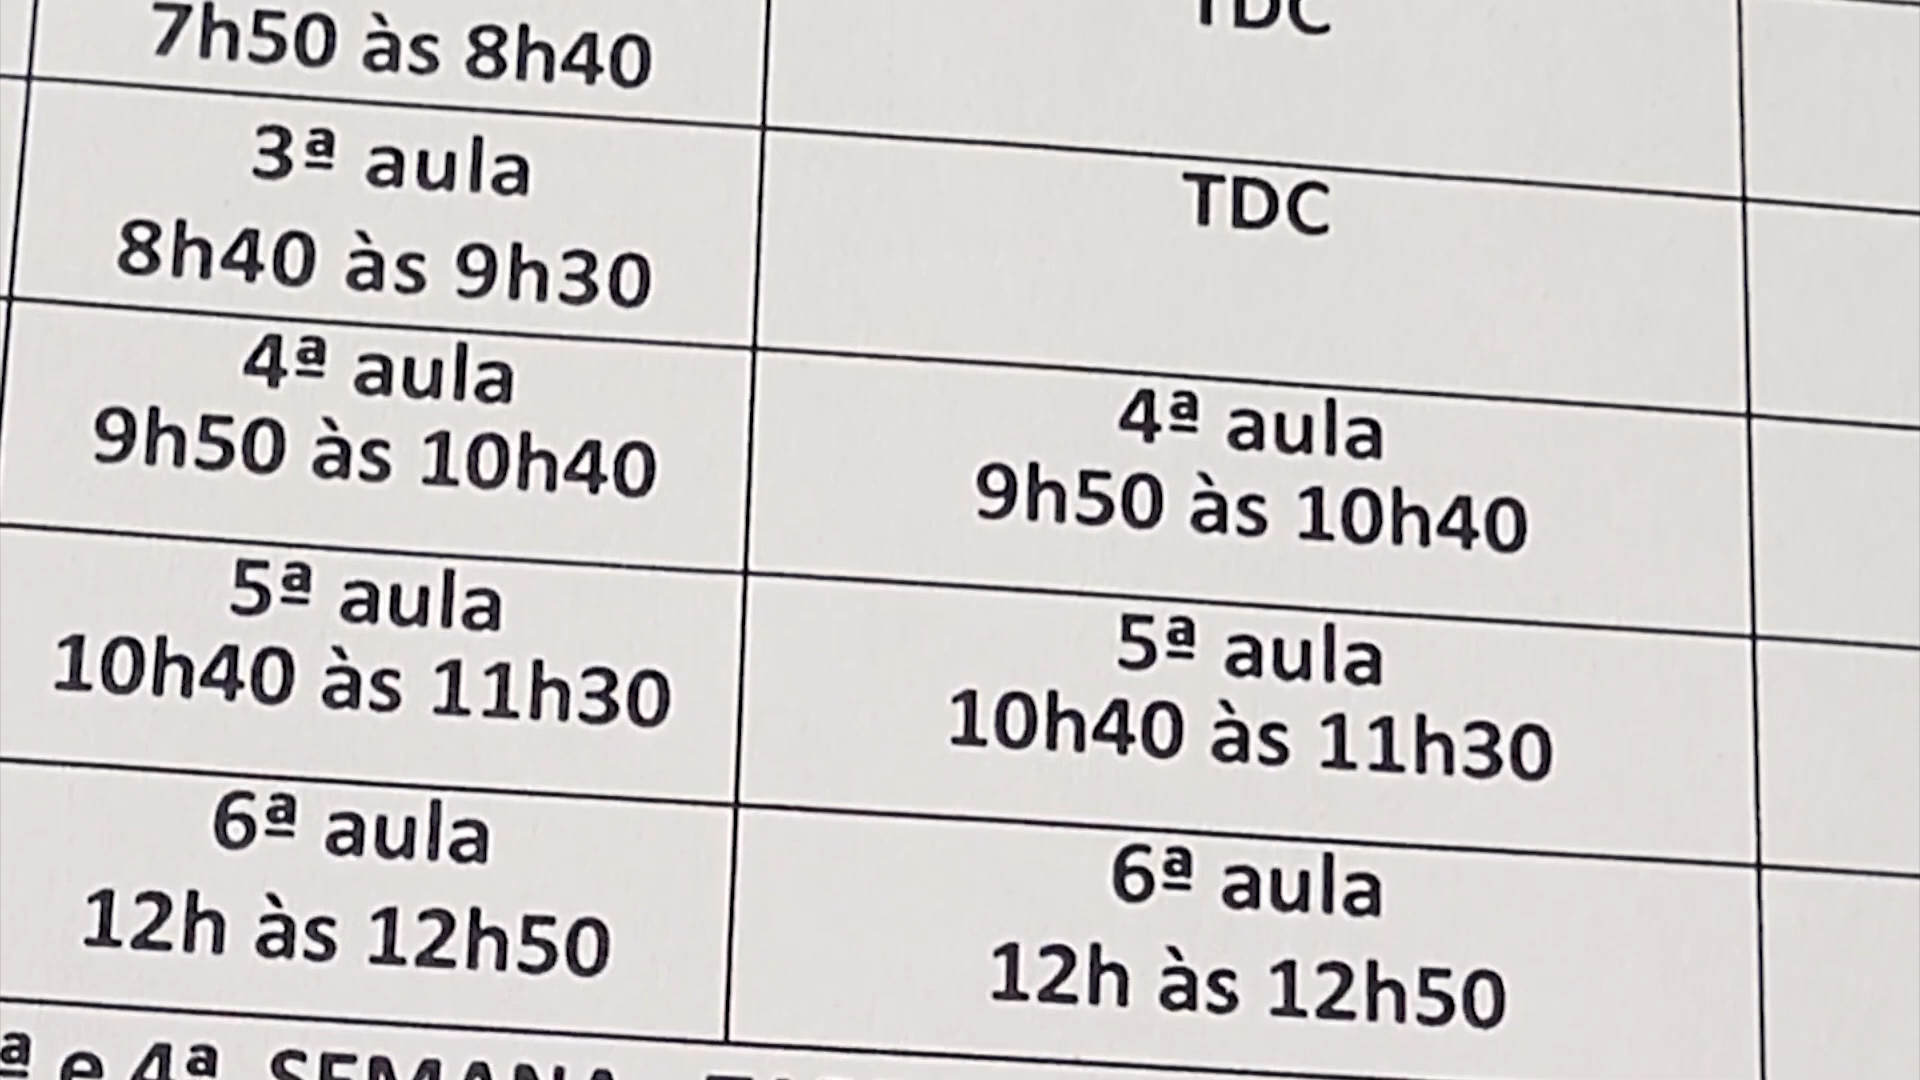 7h50 às 8h40
TDC
3ª aula
8h40 às 9h30
TDC
4ª aula
9h50 às 10h40
4ª aula
9h50 às 10h40
5ª aula
10h40 às 11h30
5ª aula
10h40 às 11h30
6ª aula
12h às 12h50
6ª aula
12h às 12h50
ª e 4ª SEMANA